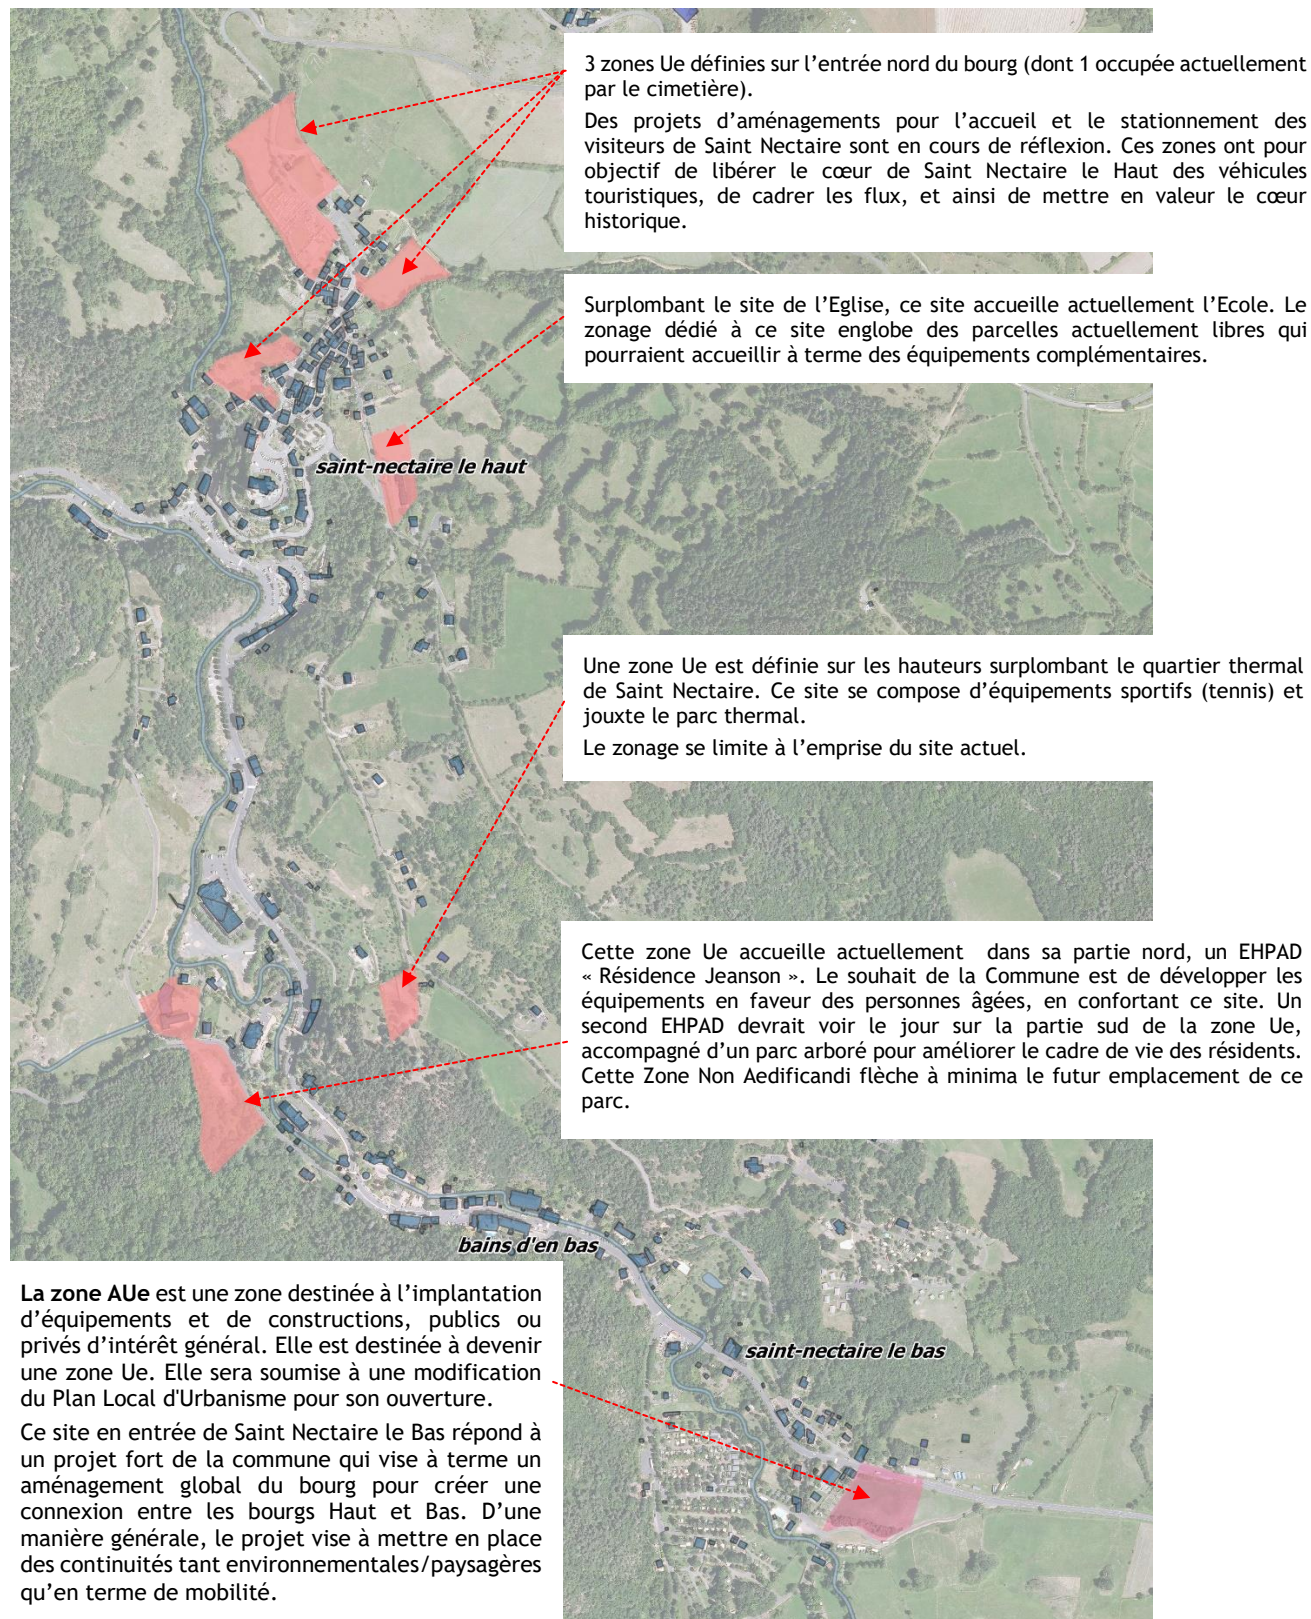 3 zones Ue définies sur l’entrée nord du bourg (dont 1 occupée actuellement
par le cimetière).
Des projets d’aménagements pour l’accueil et le stationnement des
visiteurs de Saint Nectaire sont en cours de réflexion. Ces zones ont pour
objectif de libérer le cœur de Saint Nectaire le Haut des véhicules
touristiques, de cadrer les flux, et ainsi de mettre en valeur le cœur
historique.
Surplombant le site de l’Eglise, ce site accueille actuellement l’Ecole. Le
zonage dédié à ce site englobe des parcelles actuellement libres qui
pourraient accueillir à terme des équipements complémentaires.
saint-nectaire le haut
Une zone Ue est définie sur les hauteurs surplombant le quartier thermal
de Saint Nectaire. Ce site se compose d’équipements sportifs (tennis) et
jouxte le parc thermal.
Le zonage se limite à l’emprise du site actuel.
Cette zone Ue accueille actuellement dans sa partie nord, un EHPAD
« Résidence Jeanson ». Le souhait de la Commune est de développer les
équipements en faveur des personnes âgées, en confortant ce site. Un
second EHPAD devrait voir le jour sur la partie sud de la zone Ue,
accompagné d’un parc arboré pour améliorer le cadre de vie des résidents.
Cette Zone Non Aedificandi flèche à minima le futur emplacement de ce
parc.
bains d'en bas
La zone AUe est une zone destinée à l’implantation
d’équipements et de constructions, publics ou
privés d’intérêt général. Elle est destinée à devenir
une zone Ue. Elle sera soumise à une modification
du Plan Local d'Urbanisme pour son ouverture.
Ce site en entrée de Saint Nectaire le Bas répond à
un projet fort de la commune qui vise à terme un
aménagement global du bourg pour créer une
connexion entre les bourgs Haut et Bas. D’une
manière générale, le projet vise à mettre en place
des continuités tant environnementales/paysagères
qu’en terme de mobilité.
saint-nectaire le bas